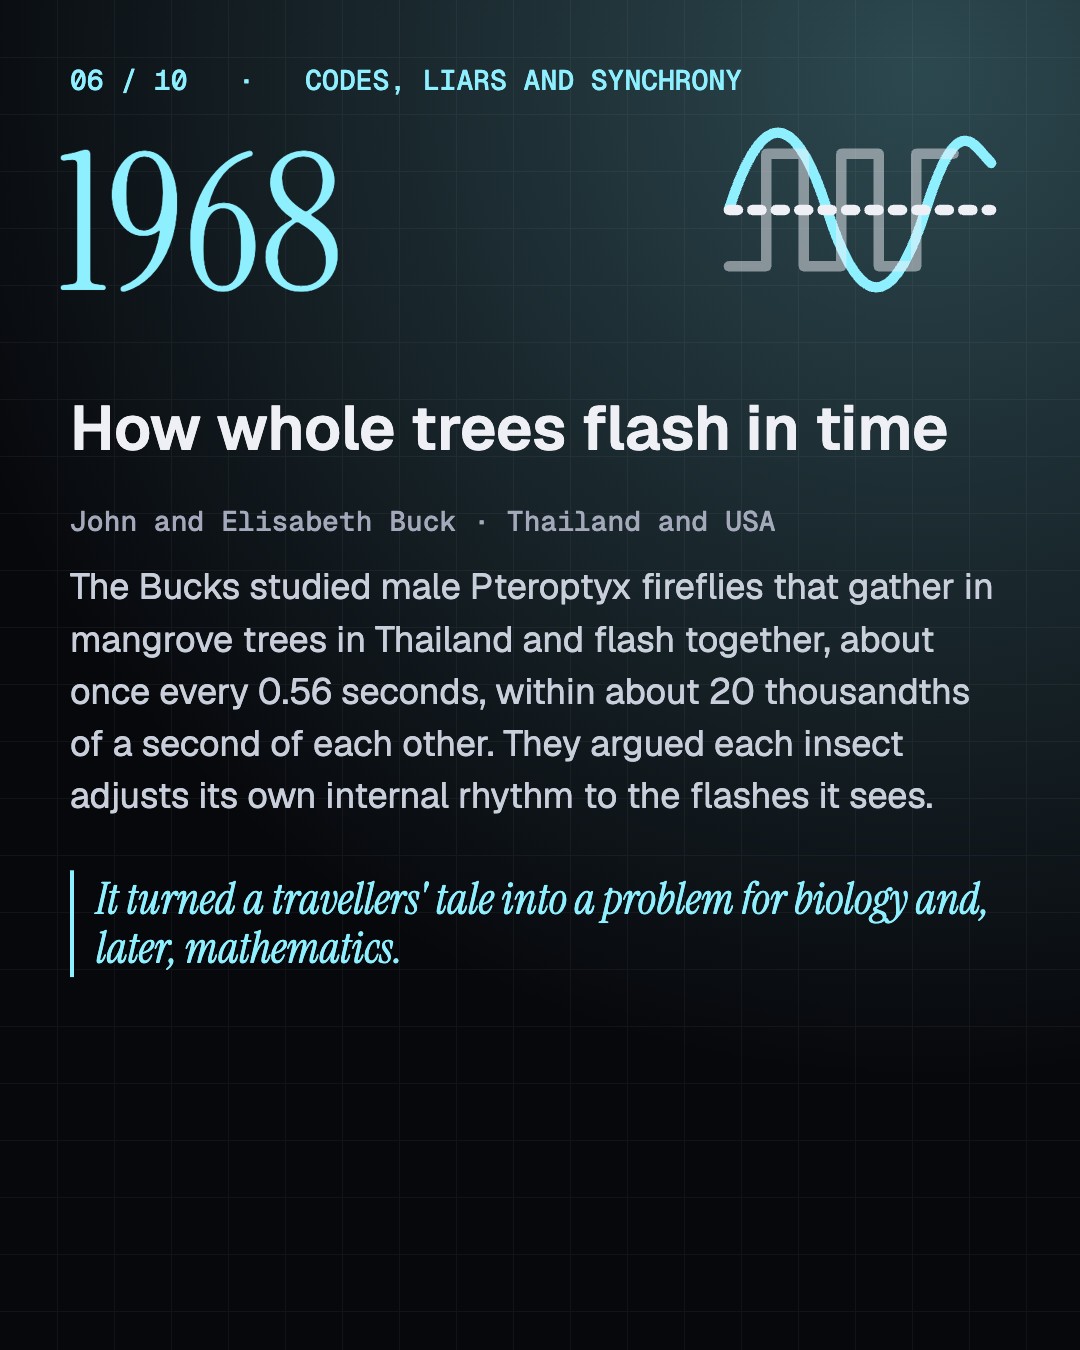 06 / 10 · CODES, LIARS AND SYNCHRONY
1968
How whole trees flash in time
John and Elisabeth Buck · Thailand and USA
The Bucks studied male Pteroptyx fireflies that gather in
mangrove trees in Thailand and flash together, about
once every 0.56 seconds, within about 20 thousandths
of a second of each other. They argued each insect
adjusts its own internal rhythm to the flashes it sees.
It turned a travellers' tale into a problem for biology and,
later, mathematics.